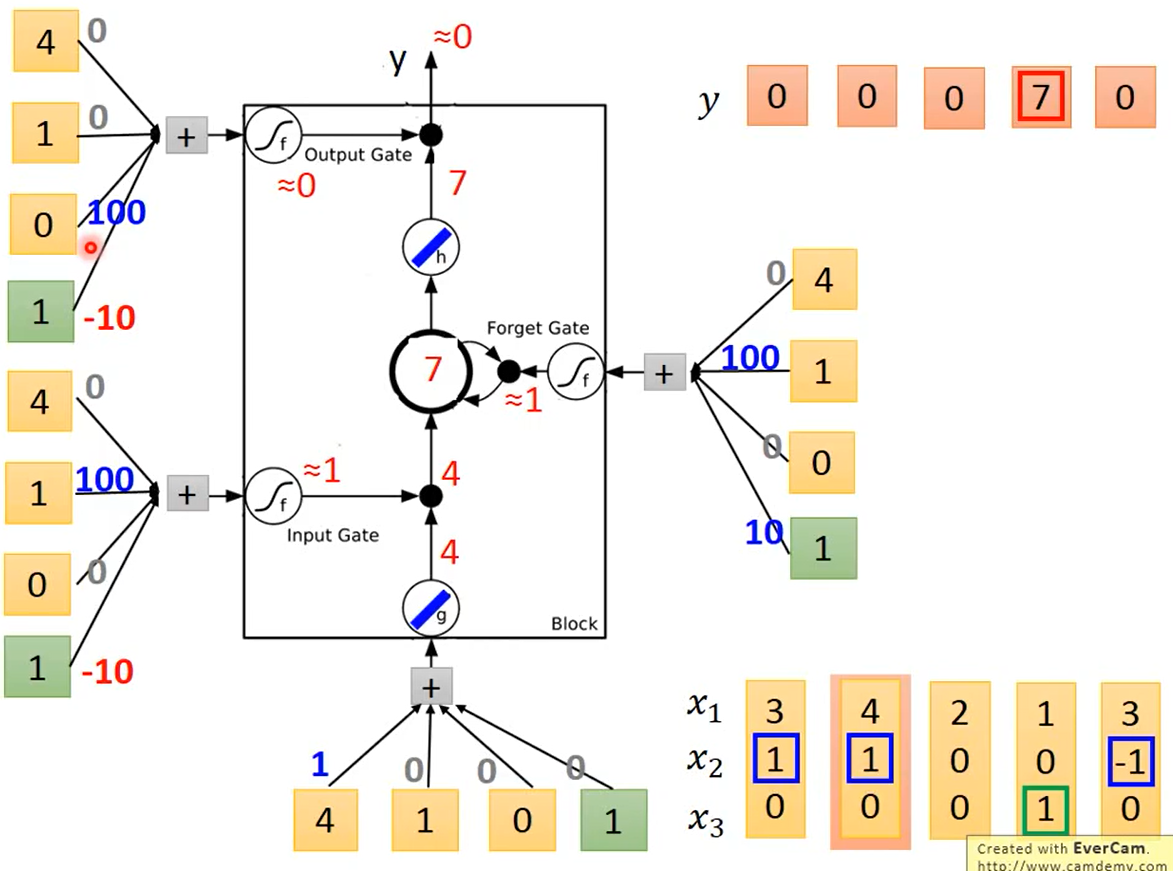 4 0
1 0
0 100
1 -10
4 0
1 100
0 0
1 -10
+
+
y ≈0
f
Output Gate
≈0
7
h
7
Forget Gate
f
≈1
4
≈1
f
Input Gate
4
g
Block
+
1 0 0 0
4 1 0 1
+
0 4
100 1
0 0
10 1
y 0 0 0 7 0
x₁ 3 4 2 1 3
x₂ 1 1 0 0 -1
x₃ 0 0 0 1 0
Created with EverCam.
http://www.camdemy.com